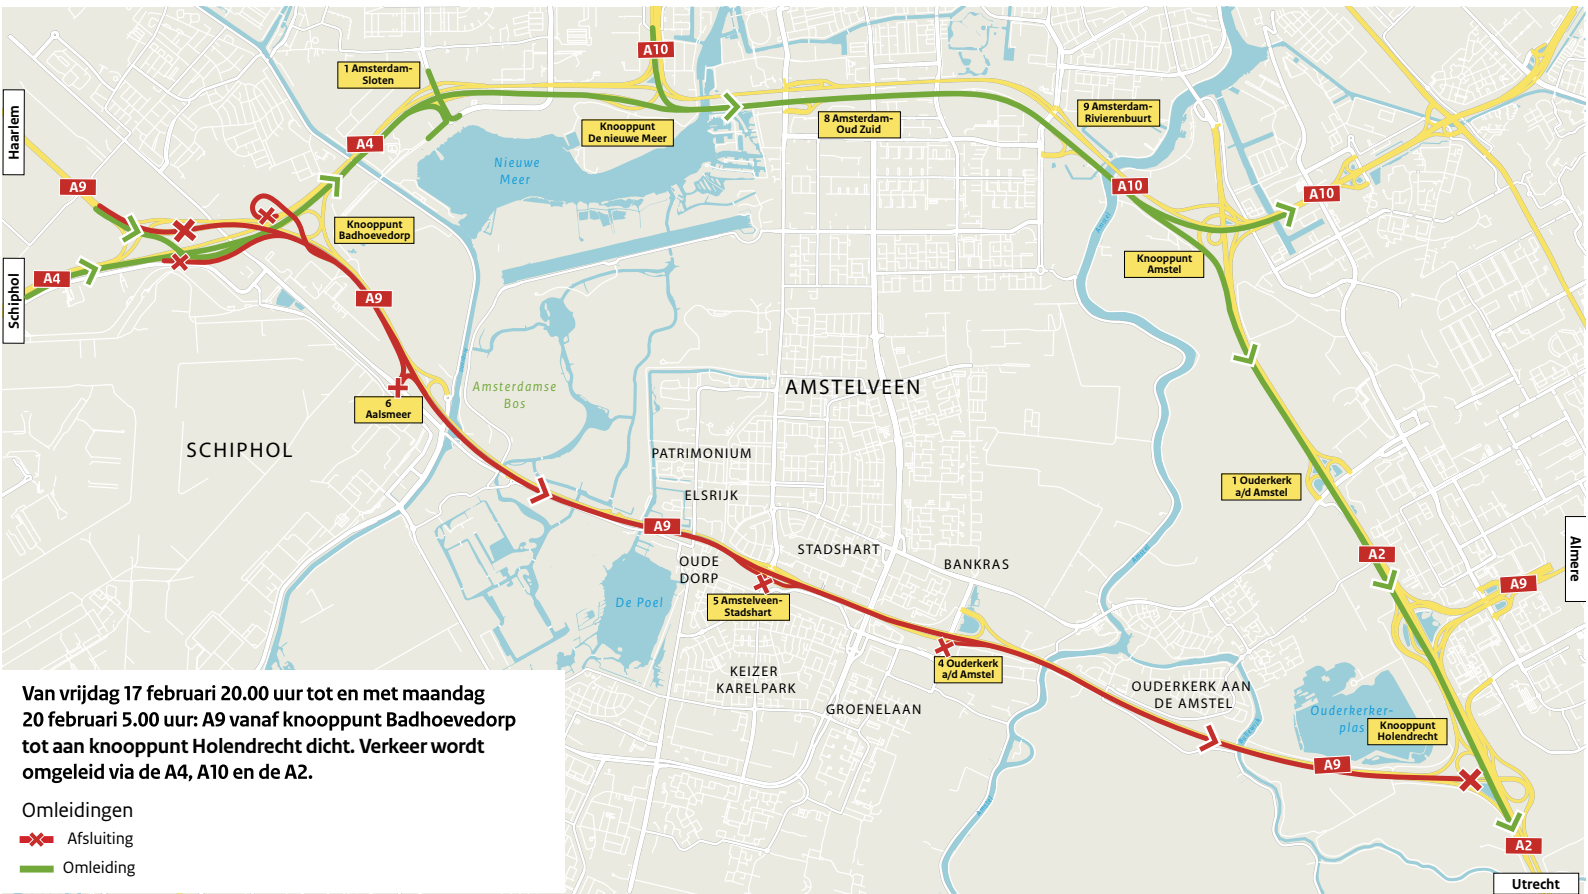 A10
1 Amsterdam-
Sloten
Haarlem
A9
A4
Knooppunt
De nieuwe Meer
8 Amsterdam-
Oud Zuid
9 Amsterdam-
Rivierenbuurt
Nieuwe
Meer
A10
A10
Amstel
Knooppunt
Badhoevedorp
Knooppunt
Amstel
Schiphol
A4
A9
6
Aalsmeer
Amsterdamse
Bos
AMSTELVEEN
SCHIPHOL
PATRIMONIUM
ELSRIJK
A9
STADSHART
OUDE
DORP
BANKRAS
1 Ouderkerk
a/d Amstel
A2
A9
Almere
De Poel
5 Amstelveen-
Stadshart
4 Ouderkerk
a/d Amstel
KEIZER
KARELPARK
GROENELAAN
OUDERKERK AAN
DE AMSTEL
Ouderkerker-
plas
Knooppunt
Holendrecht
A9
Amstel
A2
Utrecht
Van vrijdag 17 februari 20.00 uur tot en met maandag
20 februari 5.00 uur: A9 vanaf knooppunt Badhoevedorp
tot aan knooppunt Holendrecht dicht. Verkeer wordt
omgeleid via de A4, A10 en de A2.
Omleidingen
Afsluiting
Omleiding